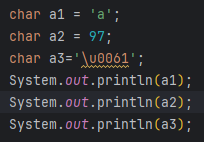 char a1 = 'a';
char a2 = 97;
char a3='\u0061';
System.out.println(a1);
System.out.println(a2);
System.out.println(a3);